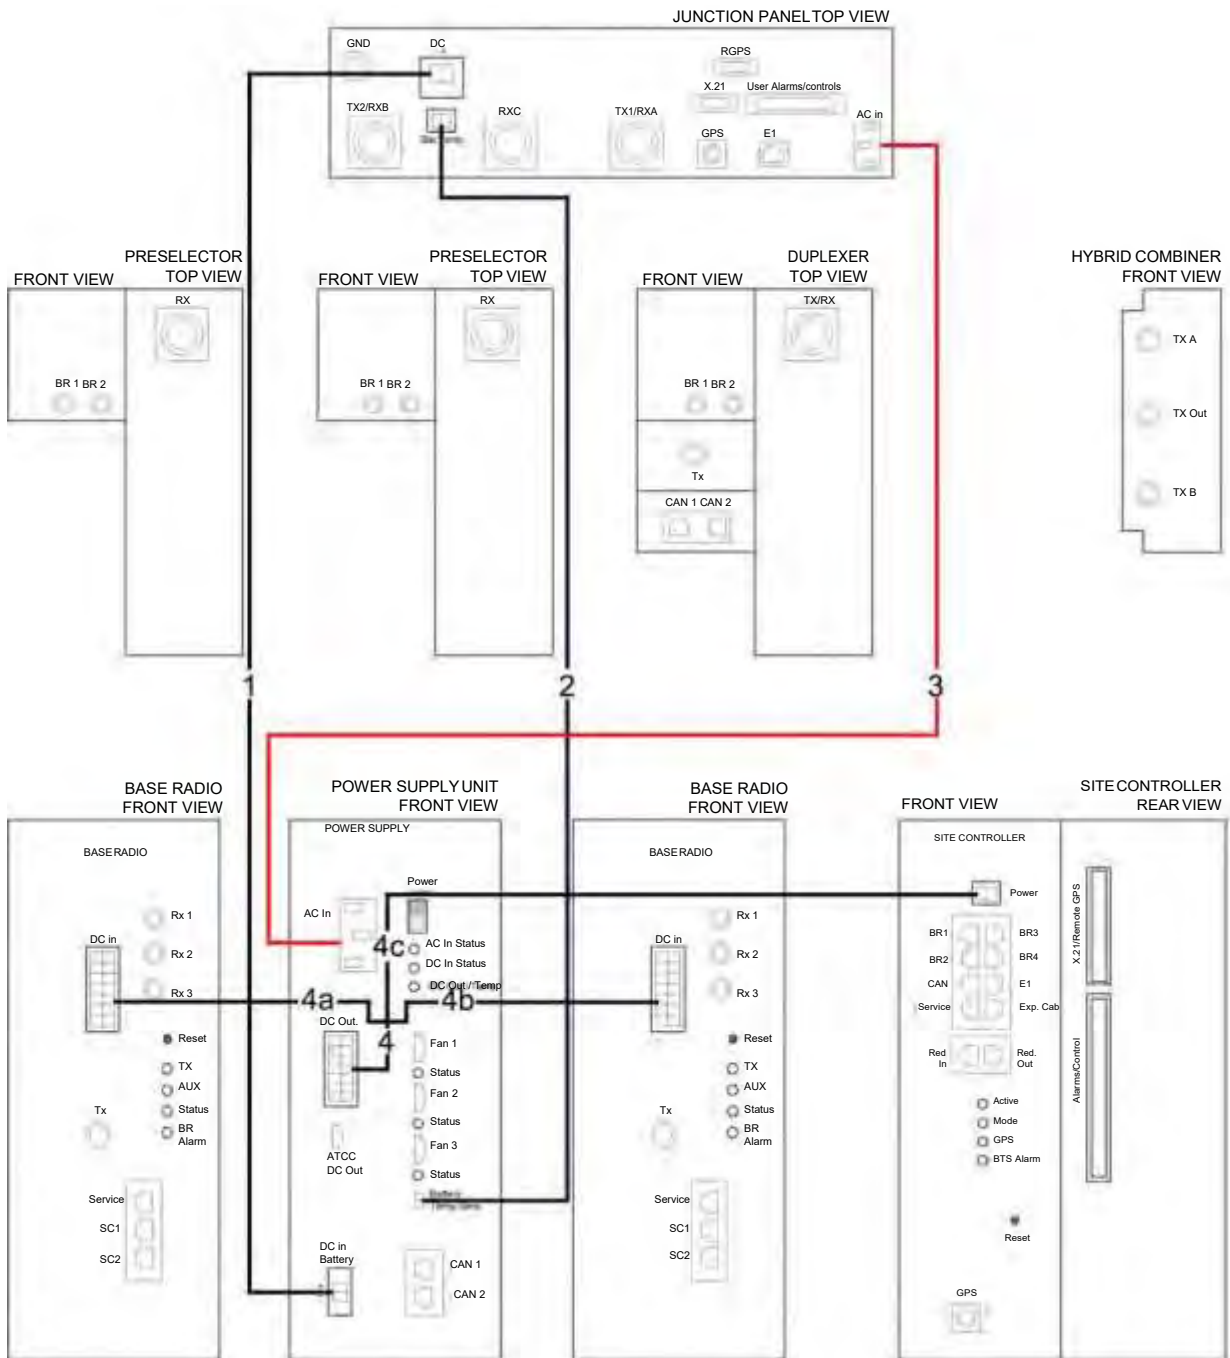 JUNCTION PANEL TOP VIEW
GND
DC
RGPS
X.21
User Alarms/controls
TX2/RXB
RXC
TX1/RXA
AC in
GPS
E1
PRESELECTOR
TOP VIEW
FRONT VIEW
RX
BR 1 BR 2
PRESELECTOR
TOP VIEW
FRONT VIEW
RX
BR 1 BR 2
DUPLEXER
TOP VIEW
FRONT VIEW
TX/RX
BR 1 BR 2
Tx
CAN 1 CAN 2
HYBRID COMBINER
FRONT VIEW
TX A
TX Out
TX B
1
2
3
BASE RADIO
FRONT VIEW
BASE RADIO
Rx 1
DC in
Rx 2
Rx 3
Reset
TX
AUX
Status
Tx
BR
Alarm
Service
SC1
SC2
POWER SUPPLY UNIT
FRONT VIEW
POWER SUPPLY
Power
AC In
4c
AC In Status
DC In Status
DC Out / Temp
4a
4b
DC Out.
4
Fan 1
Status
Fan 2
Status
Fan 3
ATCC
DC Out
Status
Battery
DC in
Battery
CAN 1
CAN 2
BASE RADIO
FRONT VIEW
BASE RADIO
Rx 1
DC in
Rx 2
Rx 3
Reset
TX
AUX
Status
Tx
BR
Alarm
Service
SC1
SC2
FRONT VIEW
SITE CONTROLLER
REAR VIEW
SITE CONTROLLER
Power
BR1
BR3
BR2
BR4
CAN
E1
Service
Exp. Cab
Red
In
Red.
Out
Active
Mode
GPS
BTS Alarm
Reset
GPS
X.21/Remote GPS
Alarms/Control